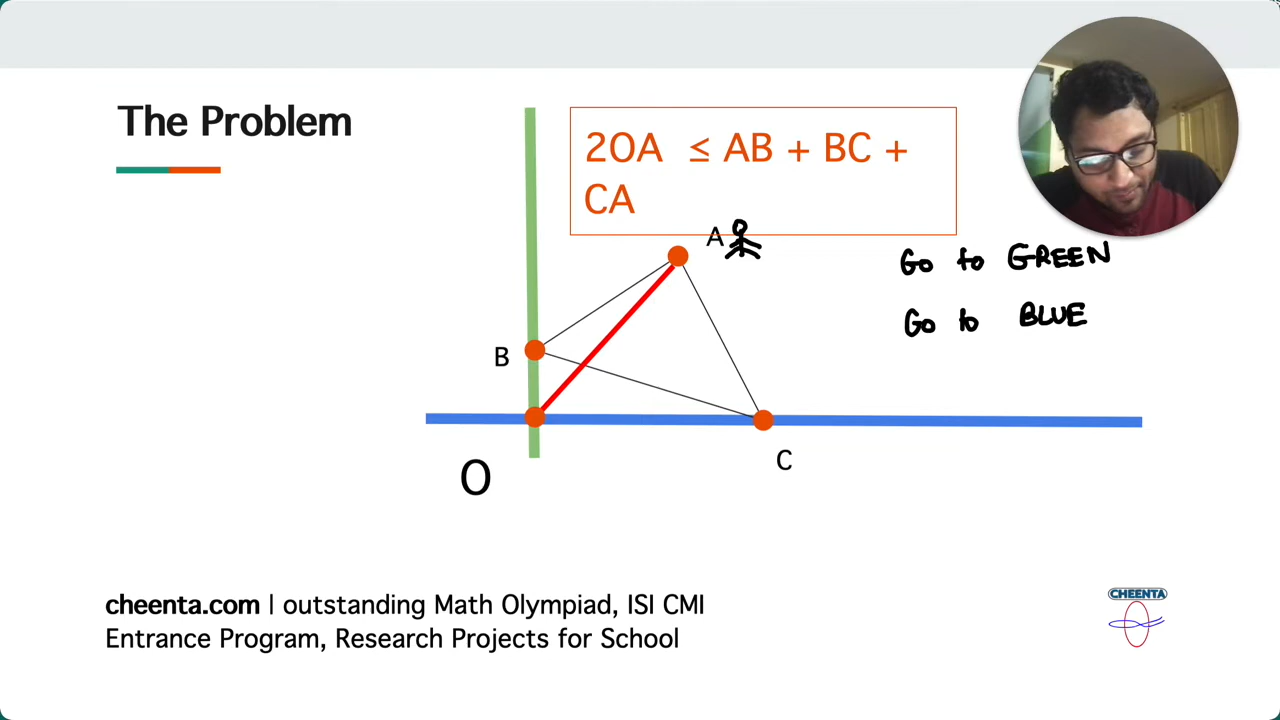 The Problem
2OA ≤ AB + BC +
CA
A
Go to GREEN
Go to BLUE
B
C
O
cheenta.com | outstanding Math Olympiad, ISI CMI
Entrance Program, Research Projects for School
CHEENTA